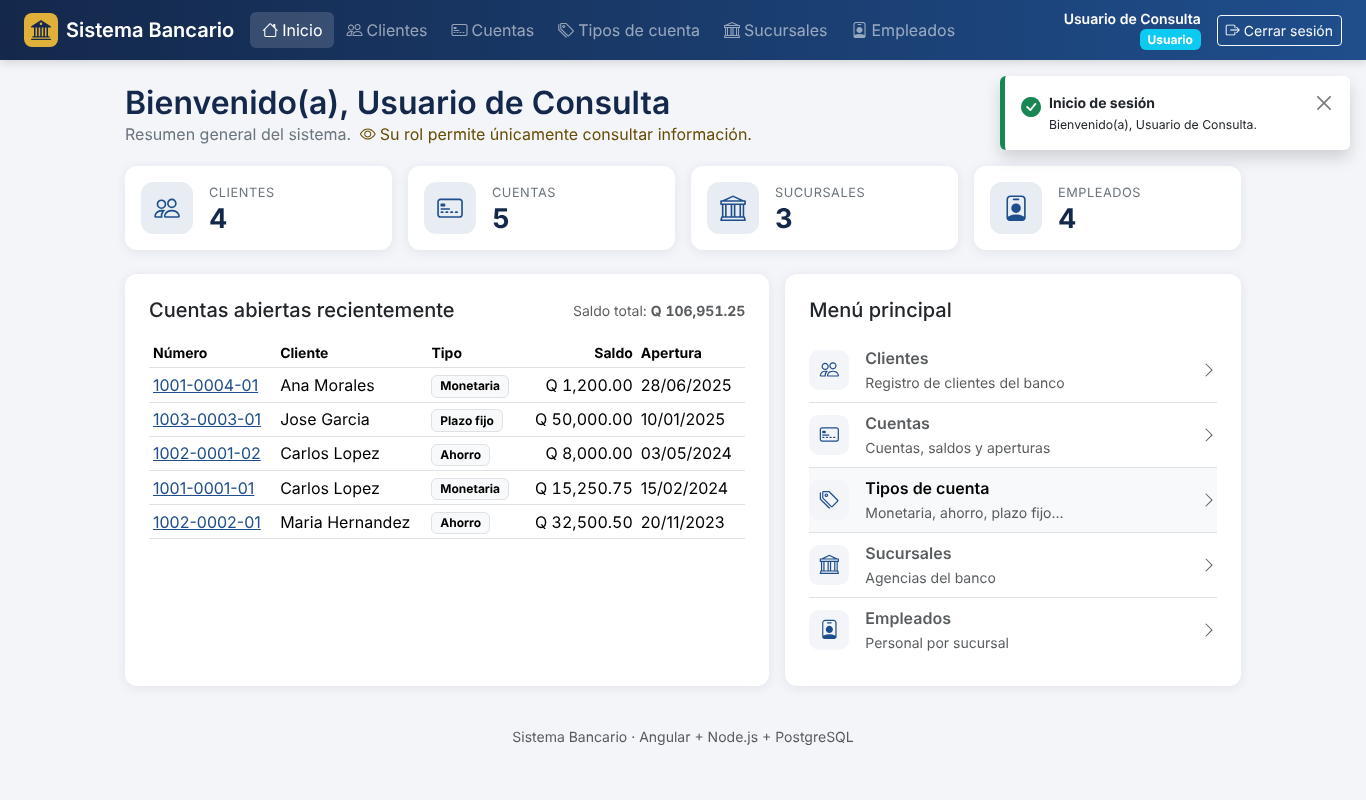 Sistema Bancario
Inicio
Clientes
Cuentas
Tipos de cuenta
Sucursales
Empleados
Usuario de Consulta
Usuario
Cerrar sesión
Bienvenido(a), Usuario de Consulta
Resumen general del sistema. Su rol permite únicamente consultar información.
Inicio de sesión
Bienvenido(a), Usuario de Consulta.
CLIENTES
4
CUENTAS
5
SUCURSALES
3
EMPLEADOS
4
Cuentas abiertas recientemente
Saldo total: Q 106,951.25
Número Cliente Tipo Saldo Apertura
1001-0004-01 Ana Morales Monetaria Q 1,200.00 28/06/2025
1003-0003-01 Jose Garcia Plazo fijo Q 50,000.00 10/01/2025
1002-0001-02 Carlos Lopez Ahorro Q 8,000.00 03/05/2024
1001-0001-01 Carlos Lopez Monetaria Q 15,250.75 15/02/2024
1002-0002-01 Maria Hernandez Ahorro Q 32,500.50 20/11/2023
Menú principal
Clientes
Registro de clientes del banco
Cuentas
Cuentas, saldos y aperturas
Tipos de cuenta
Monetaria, ahorro, plazo fijo...
Sucursales
Agencias del banco
Empleados
Personal por sucursal
Sistema Bancario · Angular + Node.js + PostgreSQL